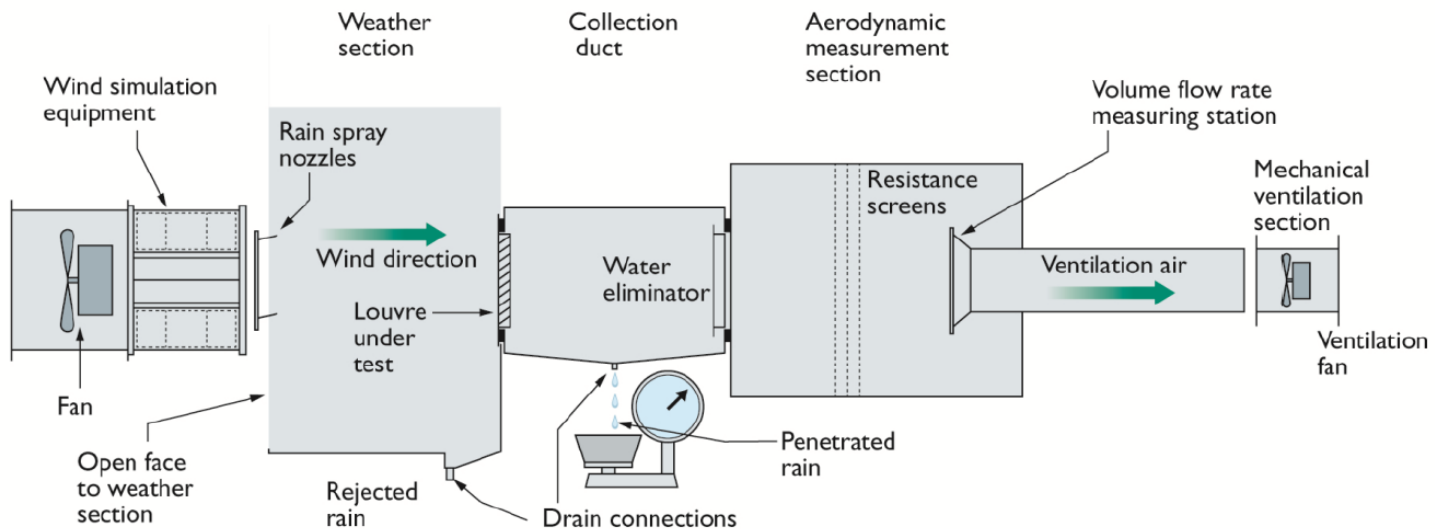 Weather
section
Collection
duct
Aerodynamic
measurement
section
Wind simulation
equipment
Rain spray
nozzles
Volume flow rate
measuring station
Mechanical
ventilation
section
Resistance
screens
Wind direction
Water
eliminator
Ventilation air
Louvre
under
test
Ventilation
fan
Fan
Open face
to weather
section
Penetrated
rain
Rejected
rain
Drain connections